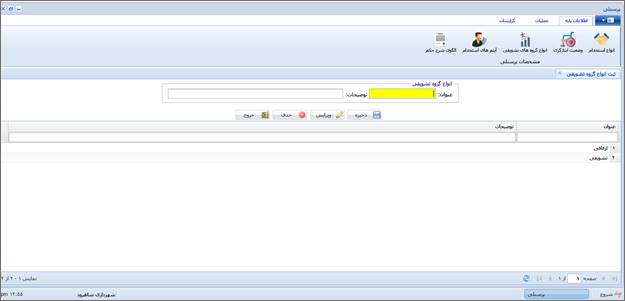 پرسنلی
اطلاعات پایه عملیات گزارشات
انواع استخدام وضعیت ایثارگری انواع گروه های تشویقی آیتم های استخدام الگوی شرح حکم
مشخصات پرسنلی
ثبت انواع گروه تشویقی
انواع گروه تشویقی
عنوان: توضیحات:
ذخیره ویرایش حذف خروج
عنوان توضیحات
۱ ارفاقی
۲ تشویقی
صفحه ۱ از ۱ نمایش ۱ - ۲ از ۲
شروع پرسنلی شهرداری شاهرود ۱۲:۵۵ pm